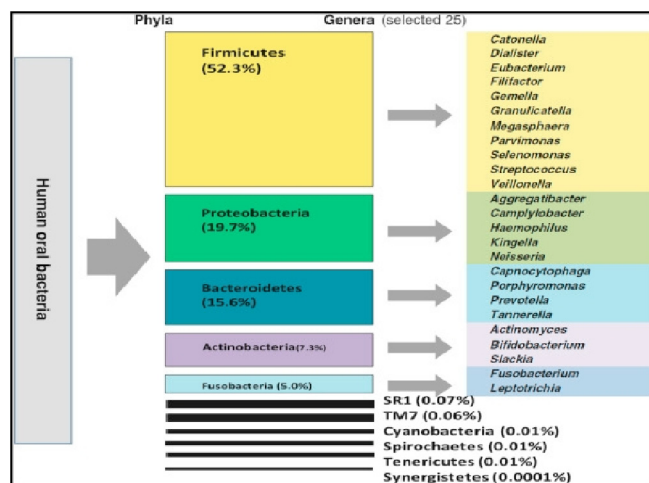 Phyla
Genera (selected 25)
Human oral bacteria
Firmicutes
(52.3%)
Catonella
Dialister
Eubacterium
Filifactor
Gemella
Granulicatella
Megasphaera
Parvimonas
Selenomonas
Streptococcus
Veillonella
Proteobacteria
(19.7%)
Aggregatibacter
Camplylobacter
Haemophilus
Kingella
Neisseria
Bacteroidetes
(15.6%)
Capnocytophaga
Porphyromonas
Prevotella
Tannerella
Actinobacteria(7.3%)
Actinomyces
Bifidobacterium
Slackia
Fusobacteria (5.0%)
Fusobacterium
Leptotrichia
SR1 (0.07%)
TM7 (0.06%)
Cyanobacteria (0.01%)
Spirochaetes (0.01%)
Tenericutes (0.01%)
Synergistetes (0.0001%)